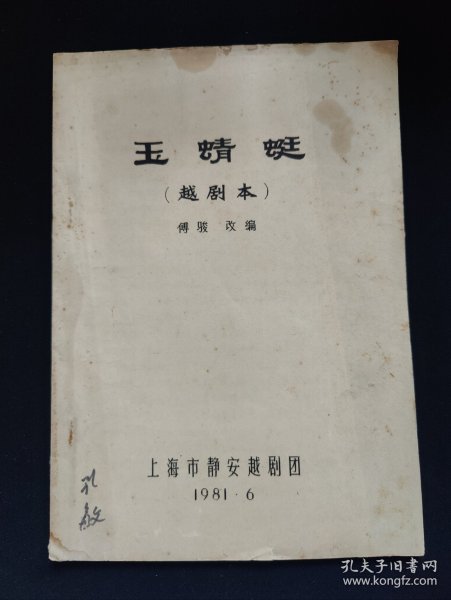 玉蜻蜓
(越剧本)
傅骏 改编
上海市静安越剧团
1981·6
孔夫子旧书网
www.kongfz.com